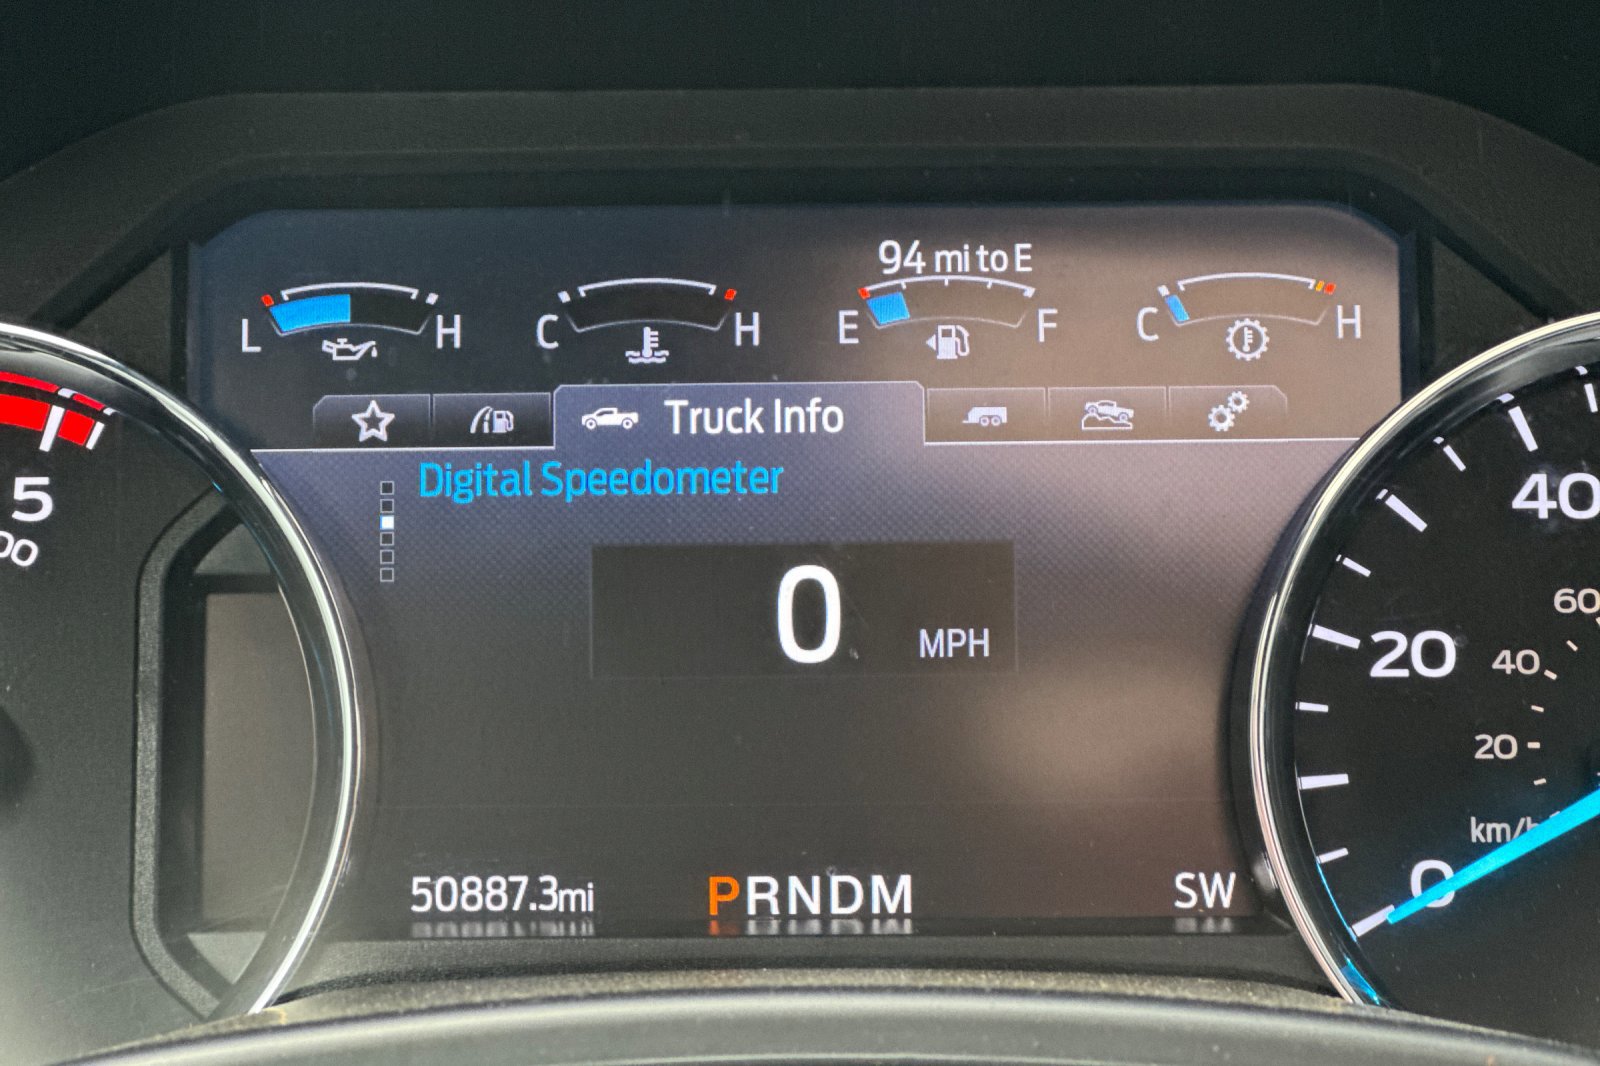 94 mi to E
L H C H E F C H
Truck Info
Digital Speedometer
0 MPH
50887.3mi PRNDM SW
5
40
20
0
60
40
20
km/h